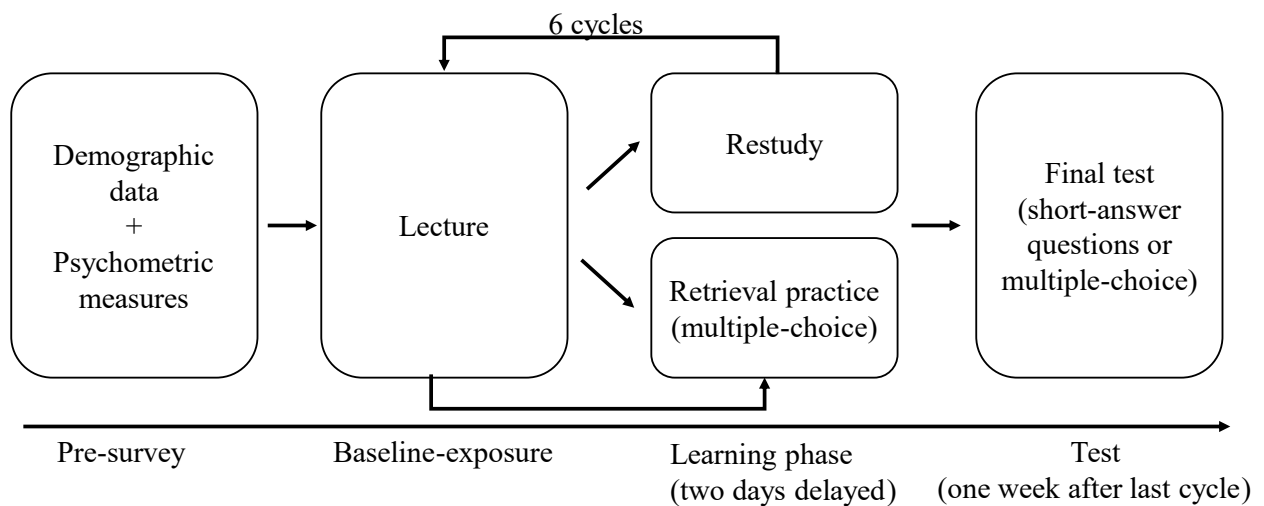 6 cycles
Demographic
data
+
Psychometric
measures
Lecture
Restudy
Retrieval practice
(multiple-choice)
Final test
(short-answer
questions or
multiple-choice)
Pre-survey
Baseline-exposure
Learning phase
(two days delayed)
Test
(one week after last cycle)